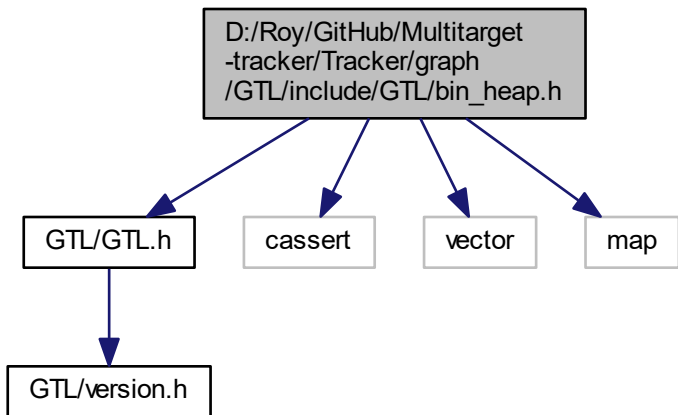 D:/Roy/GitHub/Multitarget
-tracker/Tracker/graph
/GTL/include/GTL/bin_heap.h
GTL/GTL.h
cassert
vector
map
GTL/version.h